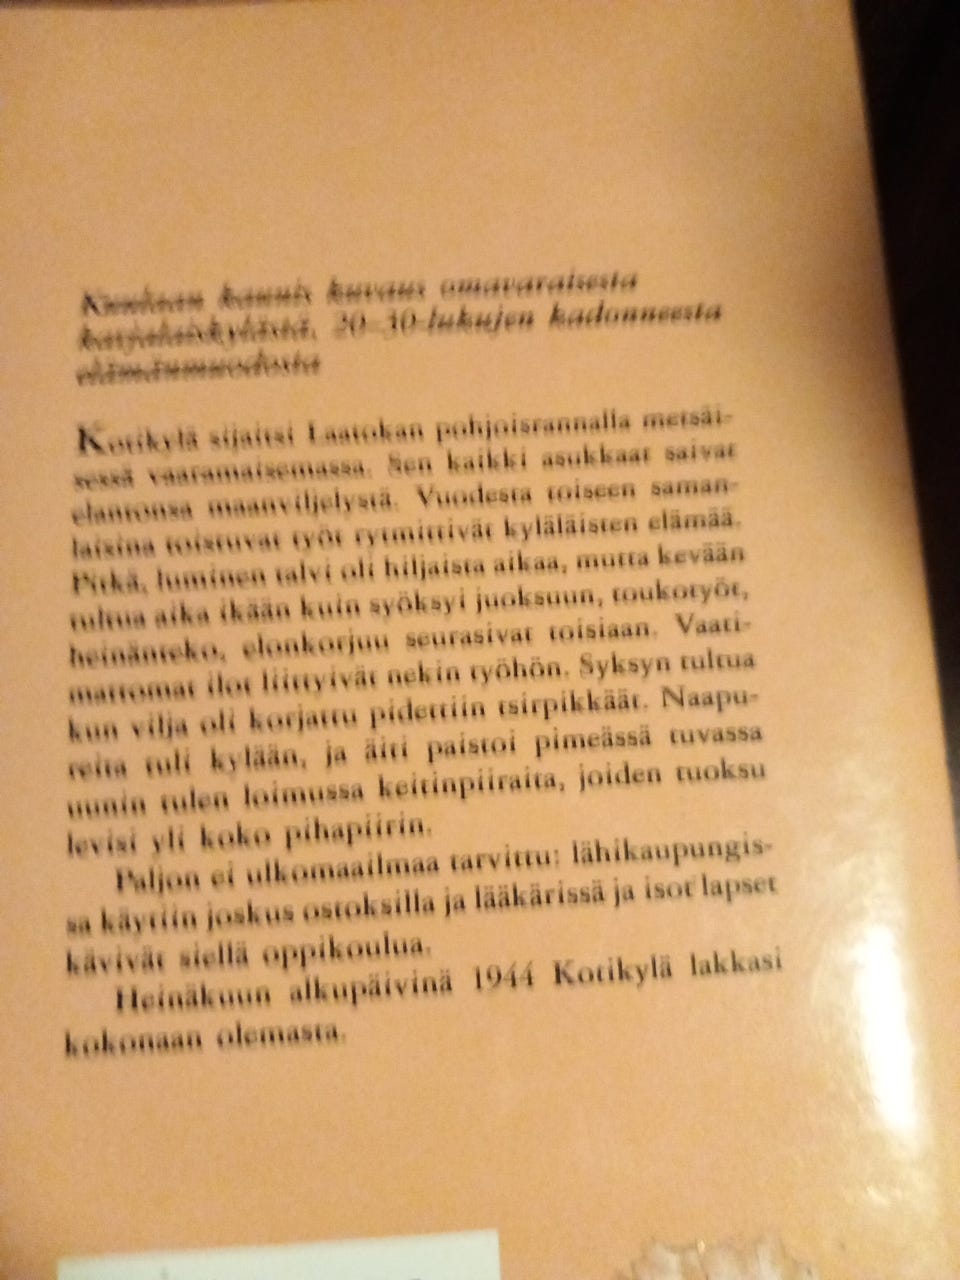 Kuulaan kaunis kuvaus omavaraisesta
karjalaiskylästä, 20–30-lukujen kadonneesta
elämänmuodosta
Kotikylä sijaitsi Laatokan pohjoisrannalla metsäi-
sessä vaaramaisemassa. Sen kaikki asukkaat saivat
elantonsa maanviljelystä. Vuodesta toiseen saman-
laisina toistuvat työt rytmittivät kyläläisten elämää.
Pitkä, luminen talvi oli hiljaista aikaa, mutta kevään
tultua aika ikään kuin syöksyi juoksuun, toukotyöt,
heinänteko, elonkorjuu seurasivat toisiaan. Vaati-
mattomat ilot liittyivät nekin työhön. Syksyn tultua
kun vilja oli korjattu pidettiin tsirpikkäät. Naapu-
reita tuli kylään, ja äiti paistoi pimeässä tuvassa
uunin tulen loimussa keitinpiiraita, joiden tuoksu
levisi yli koko pihapiirin.
Paljon ei ulkomaailmaa tarvittu: lähikaupungis-
sa käytiin joskus ostoksilla ja lääkärissä ja isot lapset
kävivät siellä oppikoulua.
Heinäkuun alkupäivinä 1944 Kotikylä lakkasi
kokonaan olemasta.